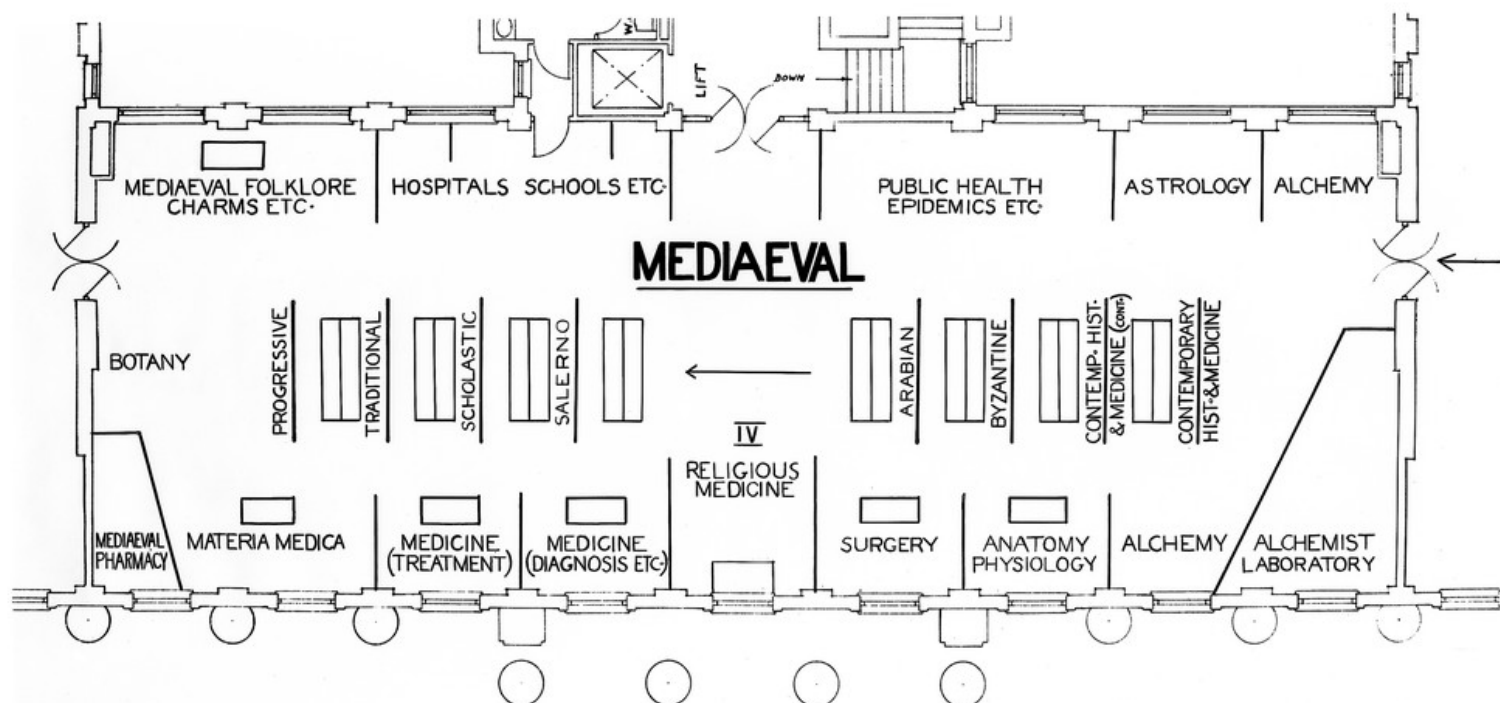 W.
LIFT
DOWN
MEDIAEVAL FOLKLORE
CHARMS ETC.
HOSPITALS
SCHOOLS ETC.
PUBLIC HEALTH
EPIDEMICS ETC.
ASTROLOGY
ALCHEMY
MEDIAEVAL
BOTANY
PROGRESSIVE
TRADITIONAL
SCHOLASTIC
SALERNO
ARABIAN
BYZANTINE
CONTEMP. HIST.
& MEDICINE (CONT.)
CONTEMPORARY
HIST. & MEDICINE
IV
RELIGIOUS
MEDICINE
MEDIAEVAL
PHARMACY
MATERIA MEDICA
MEDICINE
(TREATMENT)
MEDICINE
(DIAGNOSIS ETC.)
SURGERY
ANATOMY
PHYSIOLOGY
ALCHEMY
ALCHEMIST
LABORATORY